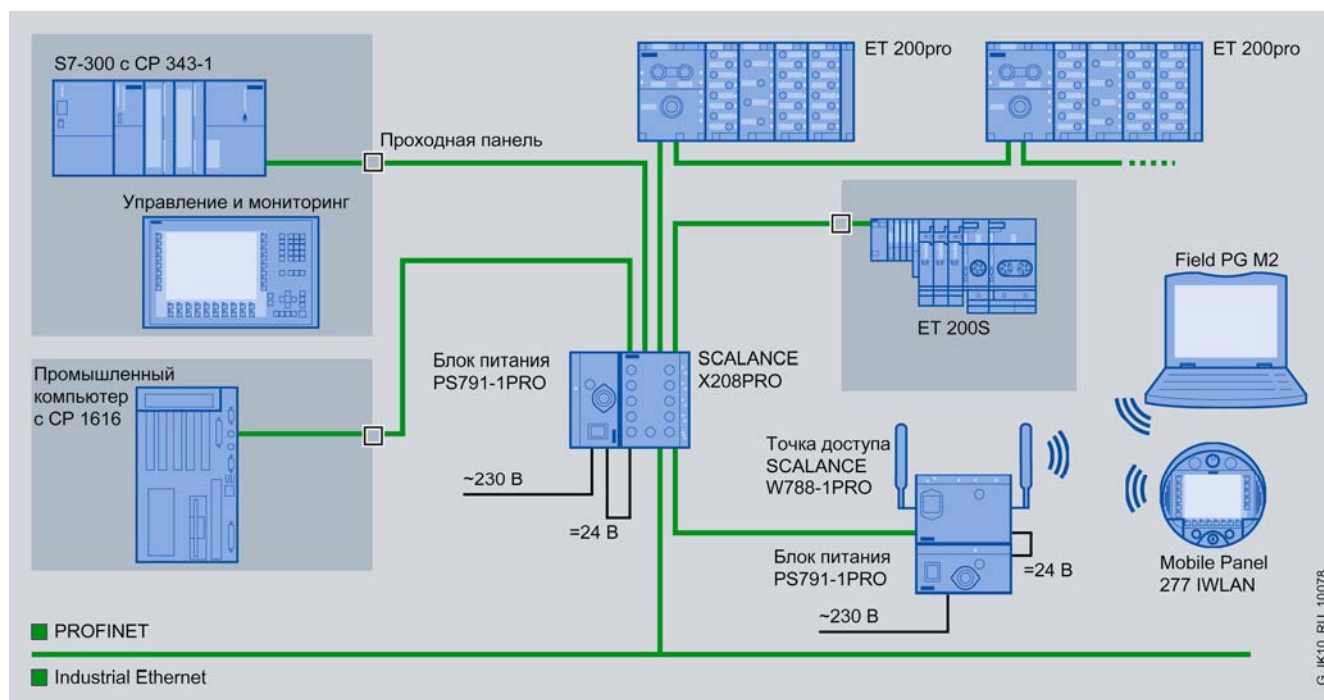 S7-300 с CP 343-1
Проходная панель
Управление и мониторинг
ET 200pro
ET 200pro
ET 200S
Field PG M2
Промышленный
компьютер
с CP 1616
Блок питания
PS791-1PRO
SCALANCE
X208PRO
~230 В
=24 В
Точка доступа
SCALANCE
W788-1PRO
Блок питания
PS791-1PRO
=24 В
~230 В
Mobile Panel
277 IWLAN
PROFINET
Industrial Ethernet
G_IK10_RU_10078